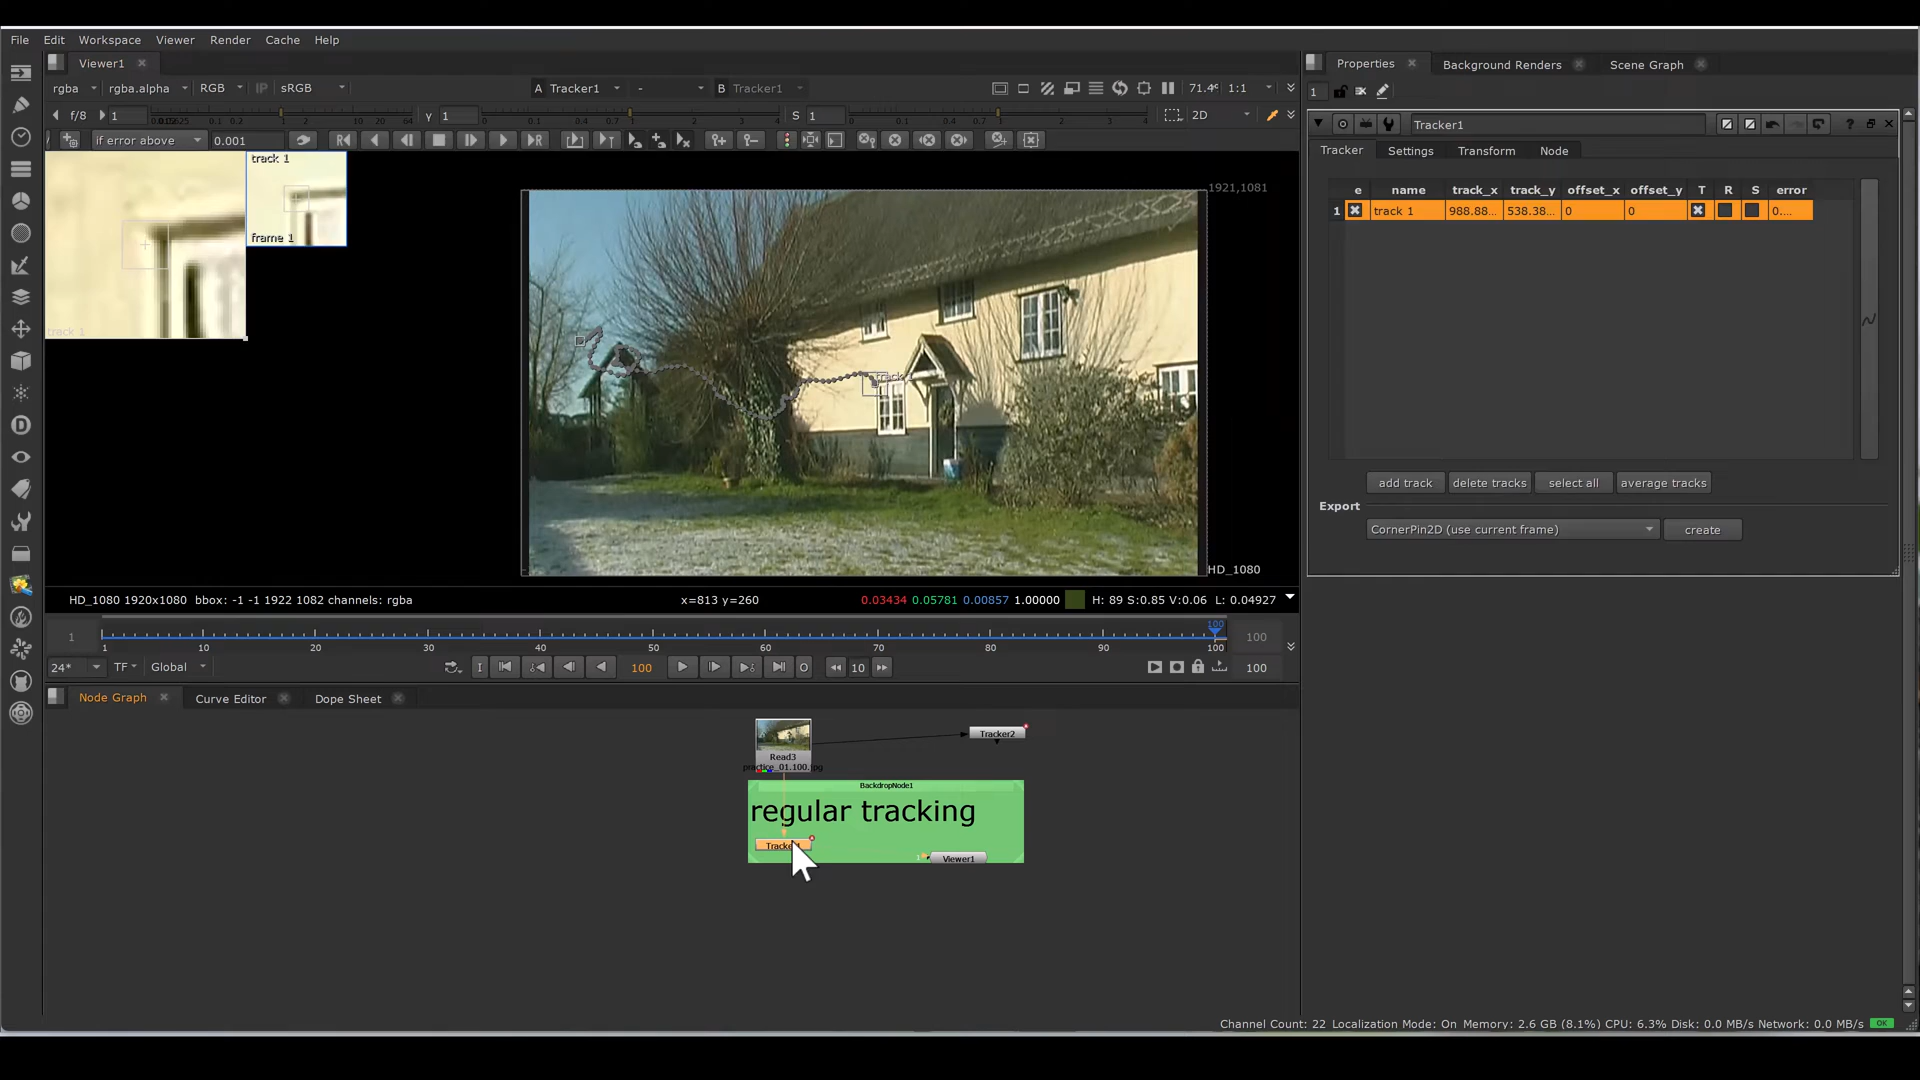 File Edit Workspace Viewer Render Cache Help
Viewer1
Properties Background Renders Scene Graph
rgba rgba.alpha RGB IP sRGB A Tracker1 - B Tracker1 71.4 1:1
1
f/8 1 Y 1 S 1 2D
Tracker1
if error above 0.001
Tracker Settings Transform Node
track 1
frame 1
track 1
1921,1081
HD_1080
e name track_x track_y offset_x offset_y T R S error
1 track 1 988.88... 538.38... 0 0 0....
add track delete tracks select all average tracks
Export
CornerPin2D (use current frame) create
HD_1080 1920x1080 bbox: -1 -1 1922 1082 channels: rgba x=813 y=260 0.03434 0.05781 0.00857 1.00000 H: 89 S:0.85 V:0.06 L: 0.04927
1 100 100
1 10 20 30 40 50 60 70 80 90 100
24* TF Global I 100 O 10 100
Node Graph Curve Editor Dope Sheet
Read3
practice_01.100.jpg
Tracker2
BackdropNode1
regular tracking
Tracker1
1 Viewer1
Channel Count: 22 Localization Mode: On Memory: 2.6 GB (8.1%) CPU: 6.3% Disk: 0.0 MB/s Network: 0.0 MB/s OK